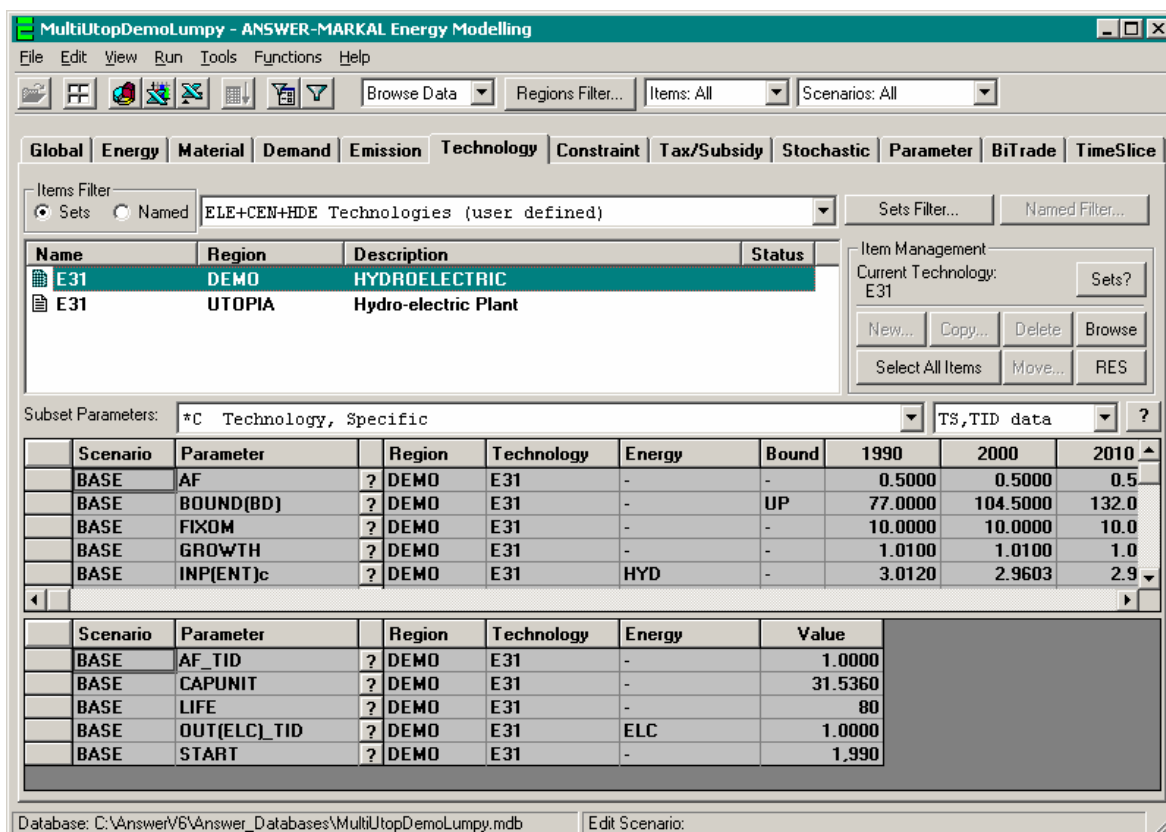 MultiUtopDemoLumpy - ANSWER-MARKAL Energy Modelling
File Edit View Run Tools Functions Help
Browse Data Regions Filter... Items: All Scenarios: All
Global Energy Material Demand Emission Technology Constraint Tax/Subsidy Stochastic Parameter BiTrade TimeSlice
Items Filter
Sets Named ELE+CEN+HDE Technologies (user defined) Sets Filter... Named Filter...
Name Region Description Status
E31 DEMO HYDROELECTRIC
E31 UTOPIA Hydro-electric Plant
Item Management
Current Technology:
E31
Sets?
New... Copy... Delete Browse
Select All Items Move... RES
Subset Parameters: *C Technology, Specific TS,TID data ?
Scenario Parameter Region Technology Energy Bound 1990 2000 2010
BASE AF ? DEMO E31 - - 0.5000 0.5000 0.5
BASE BOUND(BD) ? DEMO E31 - UP 77.0000 104.5000 132.0
BASE FIXOM ? DEMO E31 - - 10.0000 10.0000 10.0
BASE GROWTH ? DEMO E31 - - 1.0100 1.0100 1.0
BASE INP(ENT)c ? DEMO E31 HYD - 3.0120 2.9603 2.9
Scenario Parameter Region Technology Energy Value
BASE AF_TID ? DEMO E31 - 1.0000
BASE CAPUNIT ? DEMO E31 - 31.5360
BASE LIFE ? DEMO E31 - 80
BASE OUT(ELC)_TID ? DEMO E31 ELC 1.0000
BASE START ? DEMO E31 - 1,990
Database: C:\AnswerV6\Answer_Databases\MultiUtopDemoLumpy.mdb Edit Scenario: